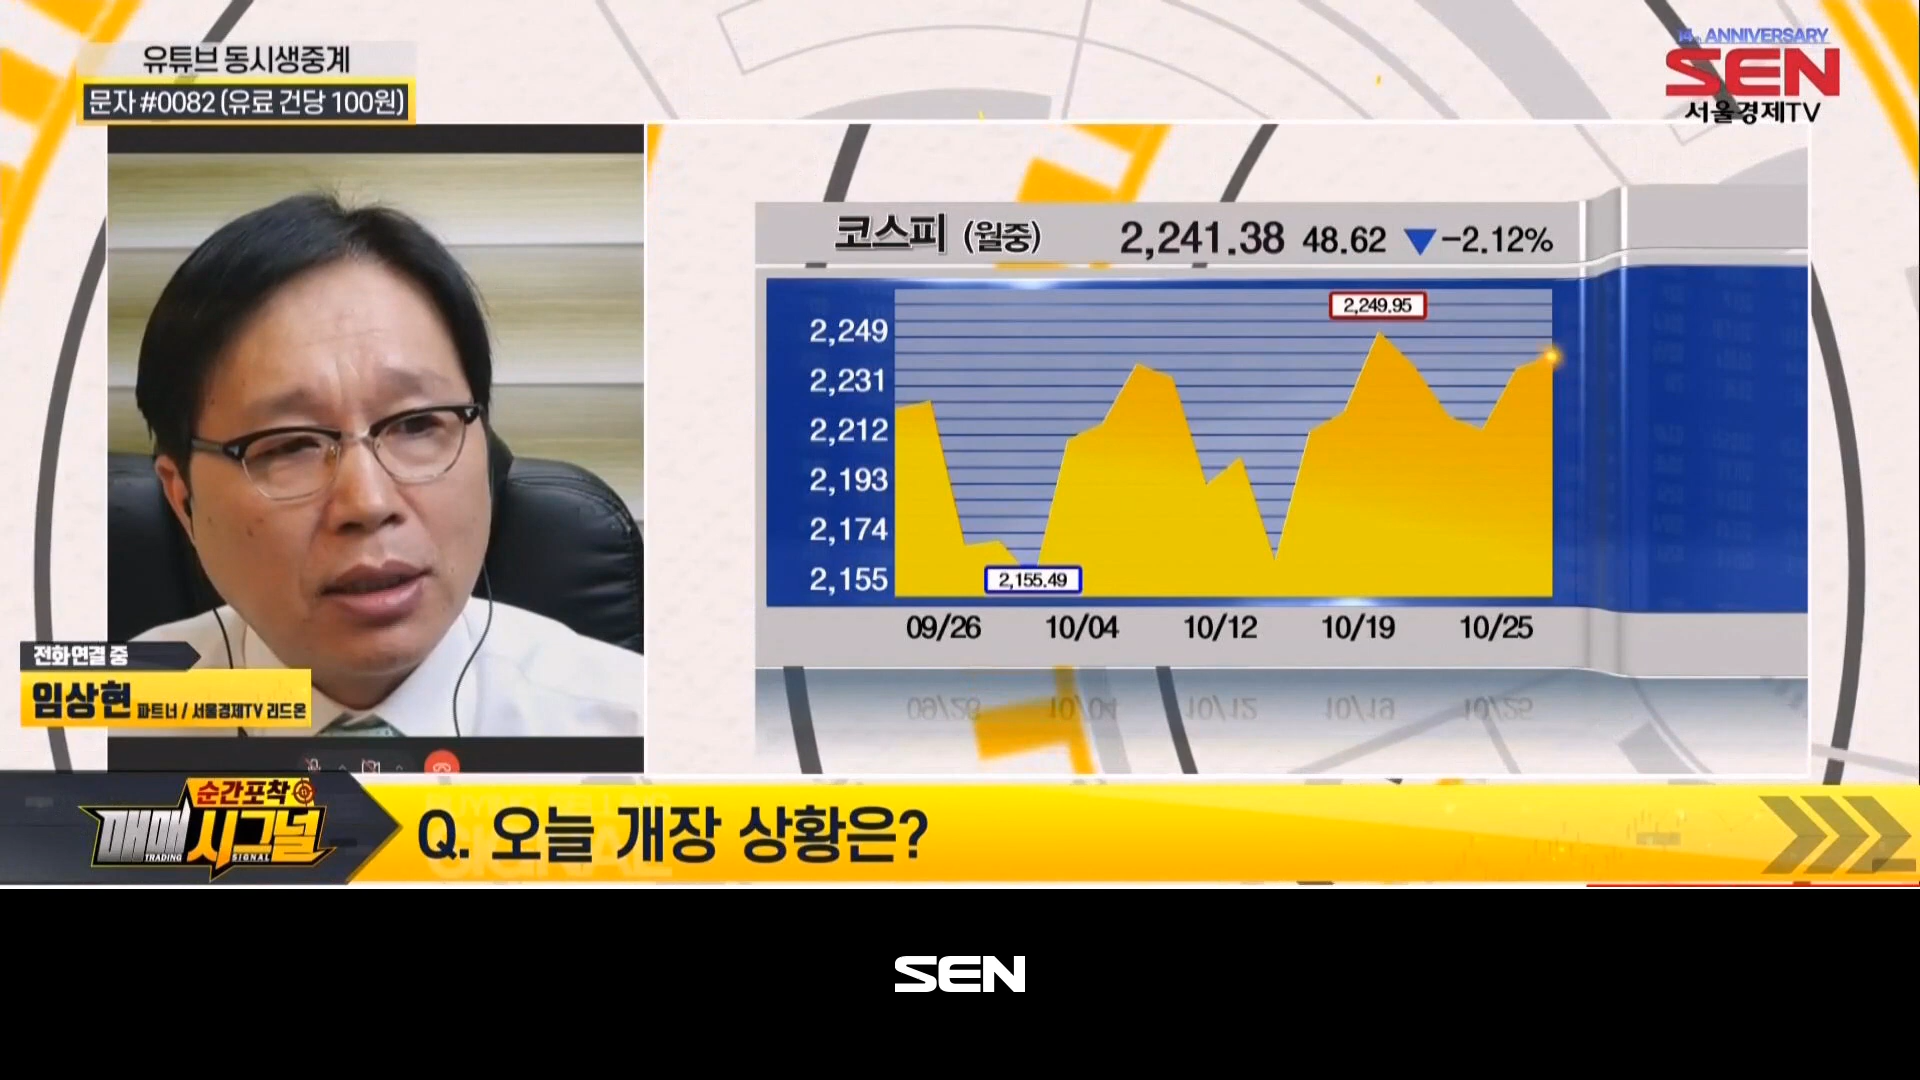 유튜브 동시생중계
문자 #0082 (유료 건당 100원)
14th ANNIVERSARY
SEN
서울경제TV
코스피 (월중) 2,241.38 48.62 ▼-2.12%
2,249.95
2,249
2,231
2,212
2,193
2,174
2,155
2,155.49
09/26 10/04 10/12 10/19 10/25
전화연결 중
임상현 파트너 / 서울경제TV 리드온
순간포착
매매 시그널
TRADING SIGNAL
Q. 오늘 개장 상황은?
SEN